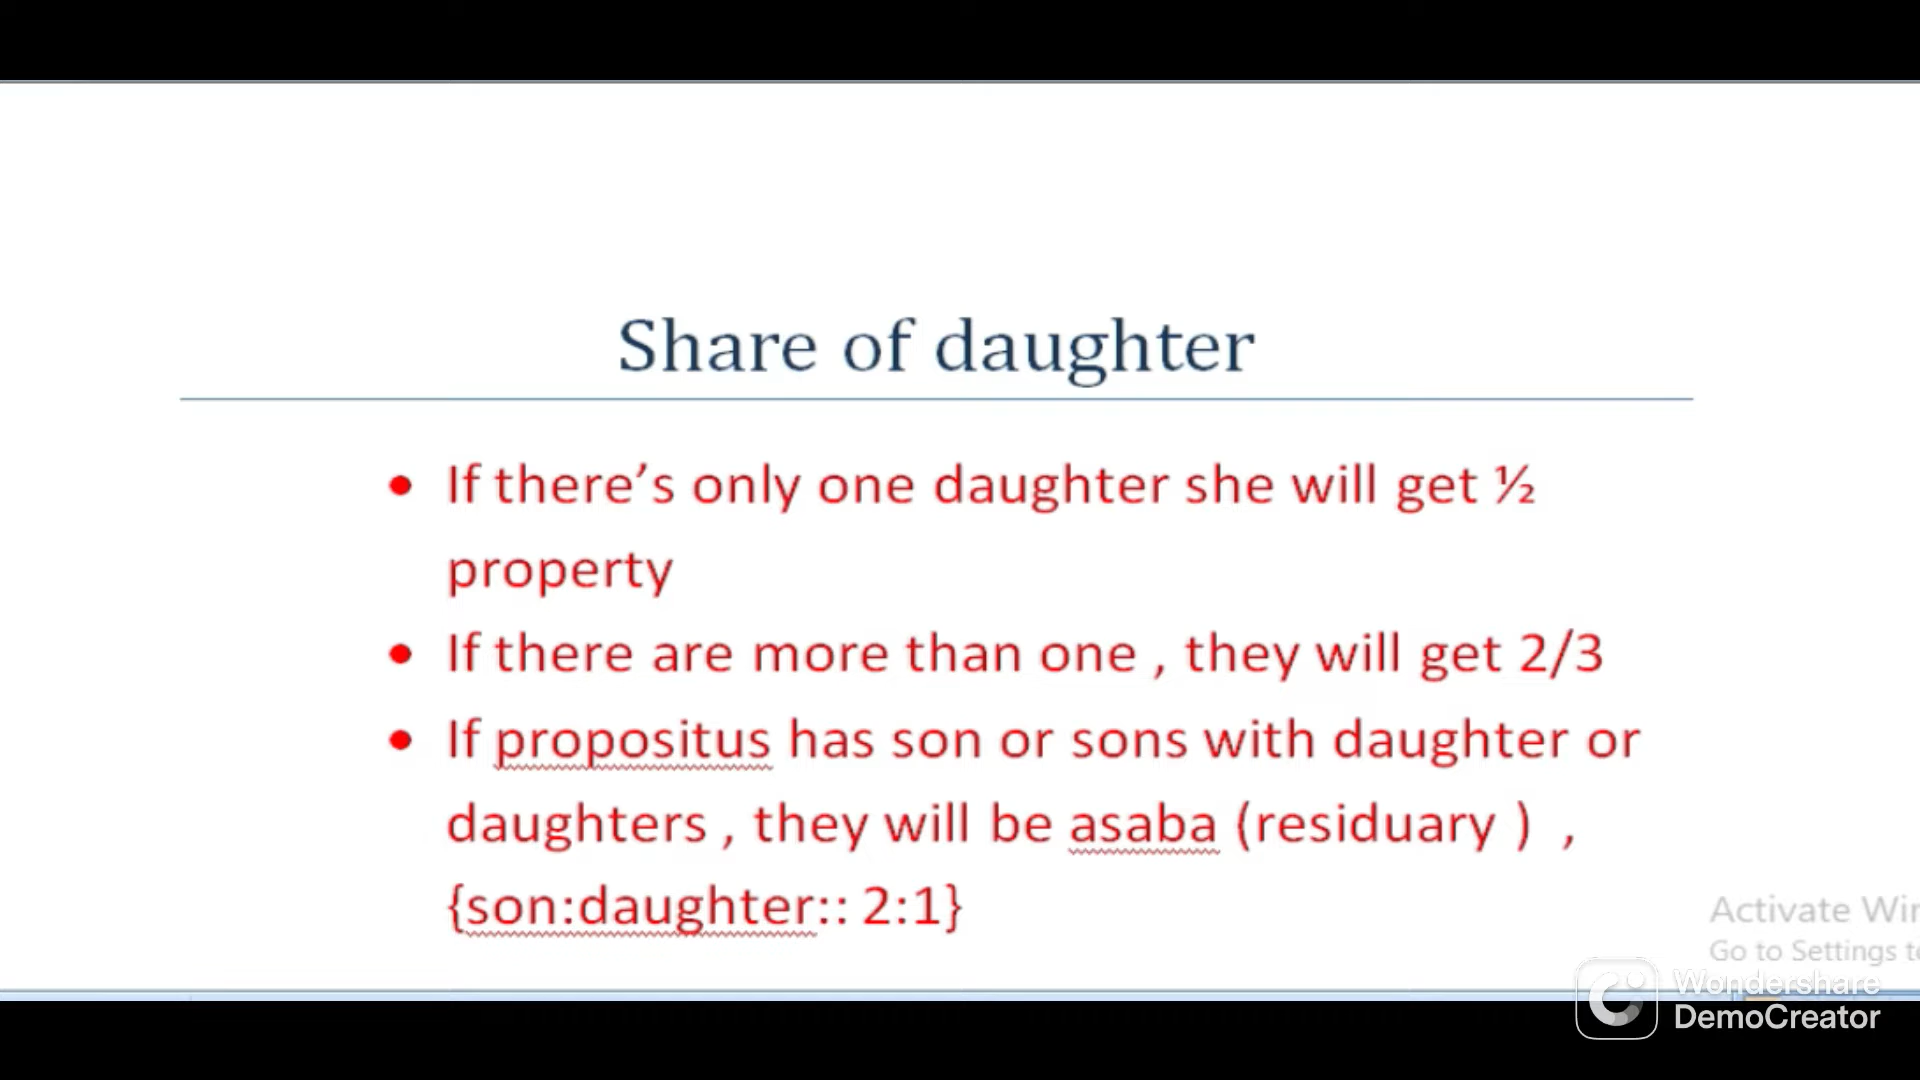 Share of daughter
• If there’s only one daughter she will get ½
property
• If there are more than one , they will get 2/3
• If propositus has son or sons with daughter or
daughters , they will be asaba (residuary ) ,
{son:daughter:: 2:1}
Activate Win
Go to Settings to
Wondershare
DemoCreator